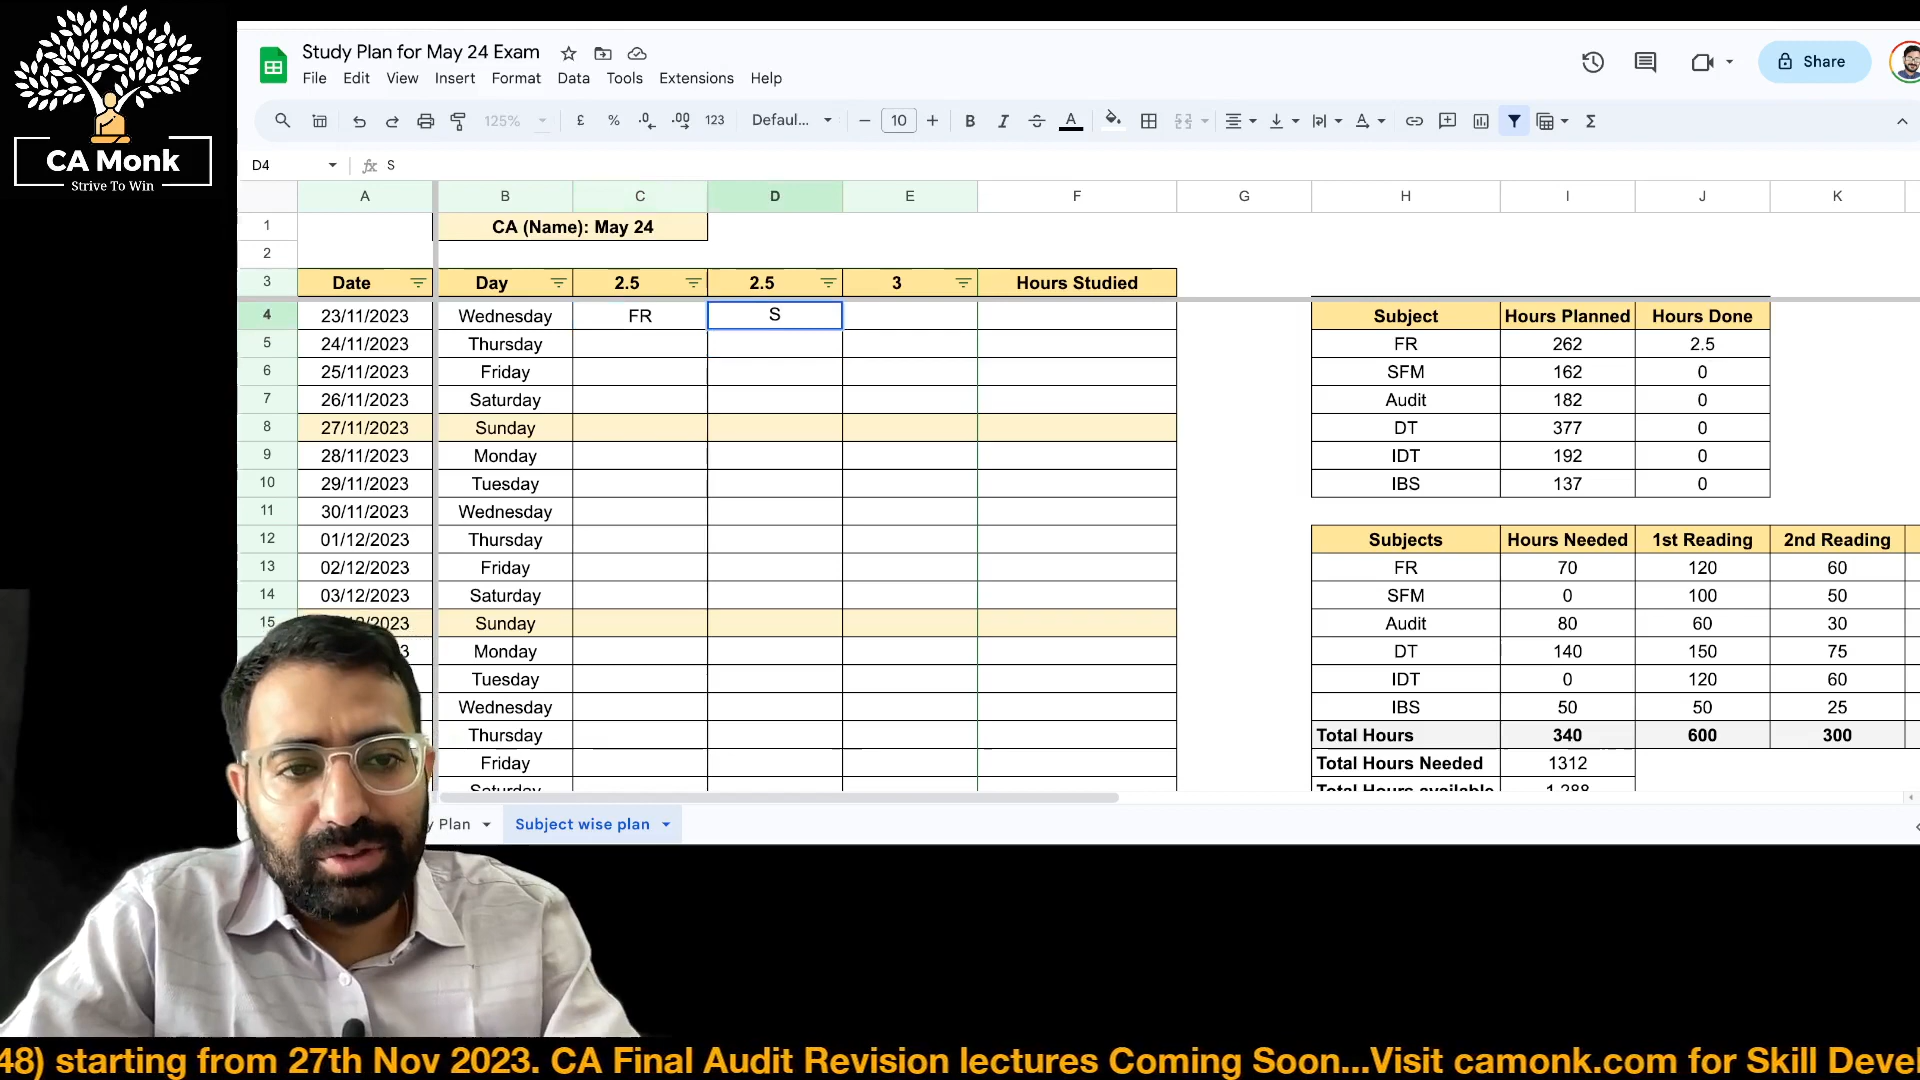 CA Monk
Strive To Win
Study Plan for May 24 Exam
File Edit View Insert Format Data Tools Extensions Help
Share
125% £ % .0 .00 123 Defaul... − 10 + B I S A
D4 fx S
A B C D E F G H I J K
1 CA (Name): May 24
2
3 Date Day 2.5 2.5 3 Hours Studied
4 23/11/2023 Wednesday FR S Subject Hours Planned Hours Done
5 24/11/2023 Thursday FR 262 2.5
6 25/11/2023 Friday SFM 162 0
7 26/11/2023 Saturday Audit 182 0
8 27/11/2023 Sunday DT 377 0
9 28/11/2023 Monday IDT 192 0
10 29/11/2023 Tuesday IBS 137 0
11 30/11/2023 Wednesday
12 01/12/2023 Thursday Subjects Hours Needed 1st Reading 2nd Reading
13 02/12/2023 Friday FR 70 120 60
14 03/12/2023 Saturday SFM 0 100 50
15 Sunday Audit 80 60 30
Monday DT 140 150 75
Tuesday IDT 0 120 60
Wednesday IBS 50 50 25
Thursday Total Hours 340 600 300
Friday Total Hours Needed 1312
Saturday Total Hours available 1,288
Plan Subject wise plan
48) starting from 27th Nov 2023. CA Final Audit Revision lectures Coming Soon...Visit camonk.com for Skill